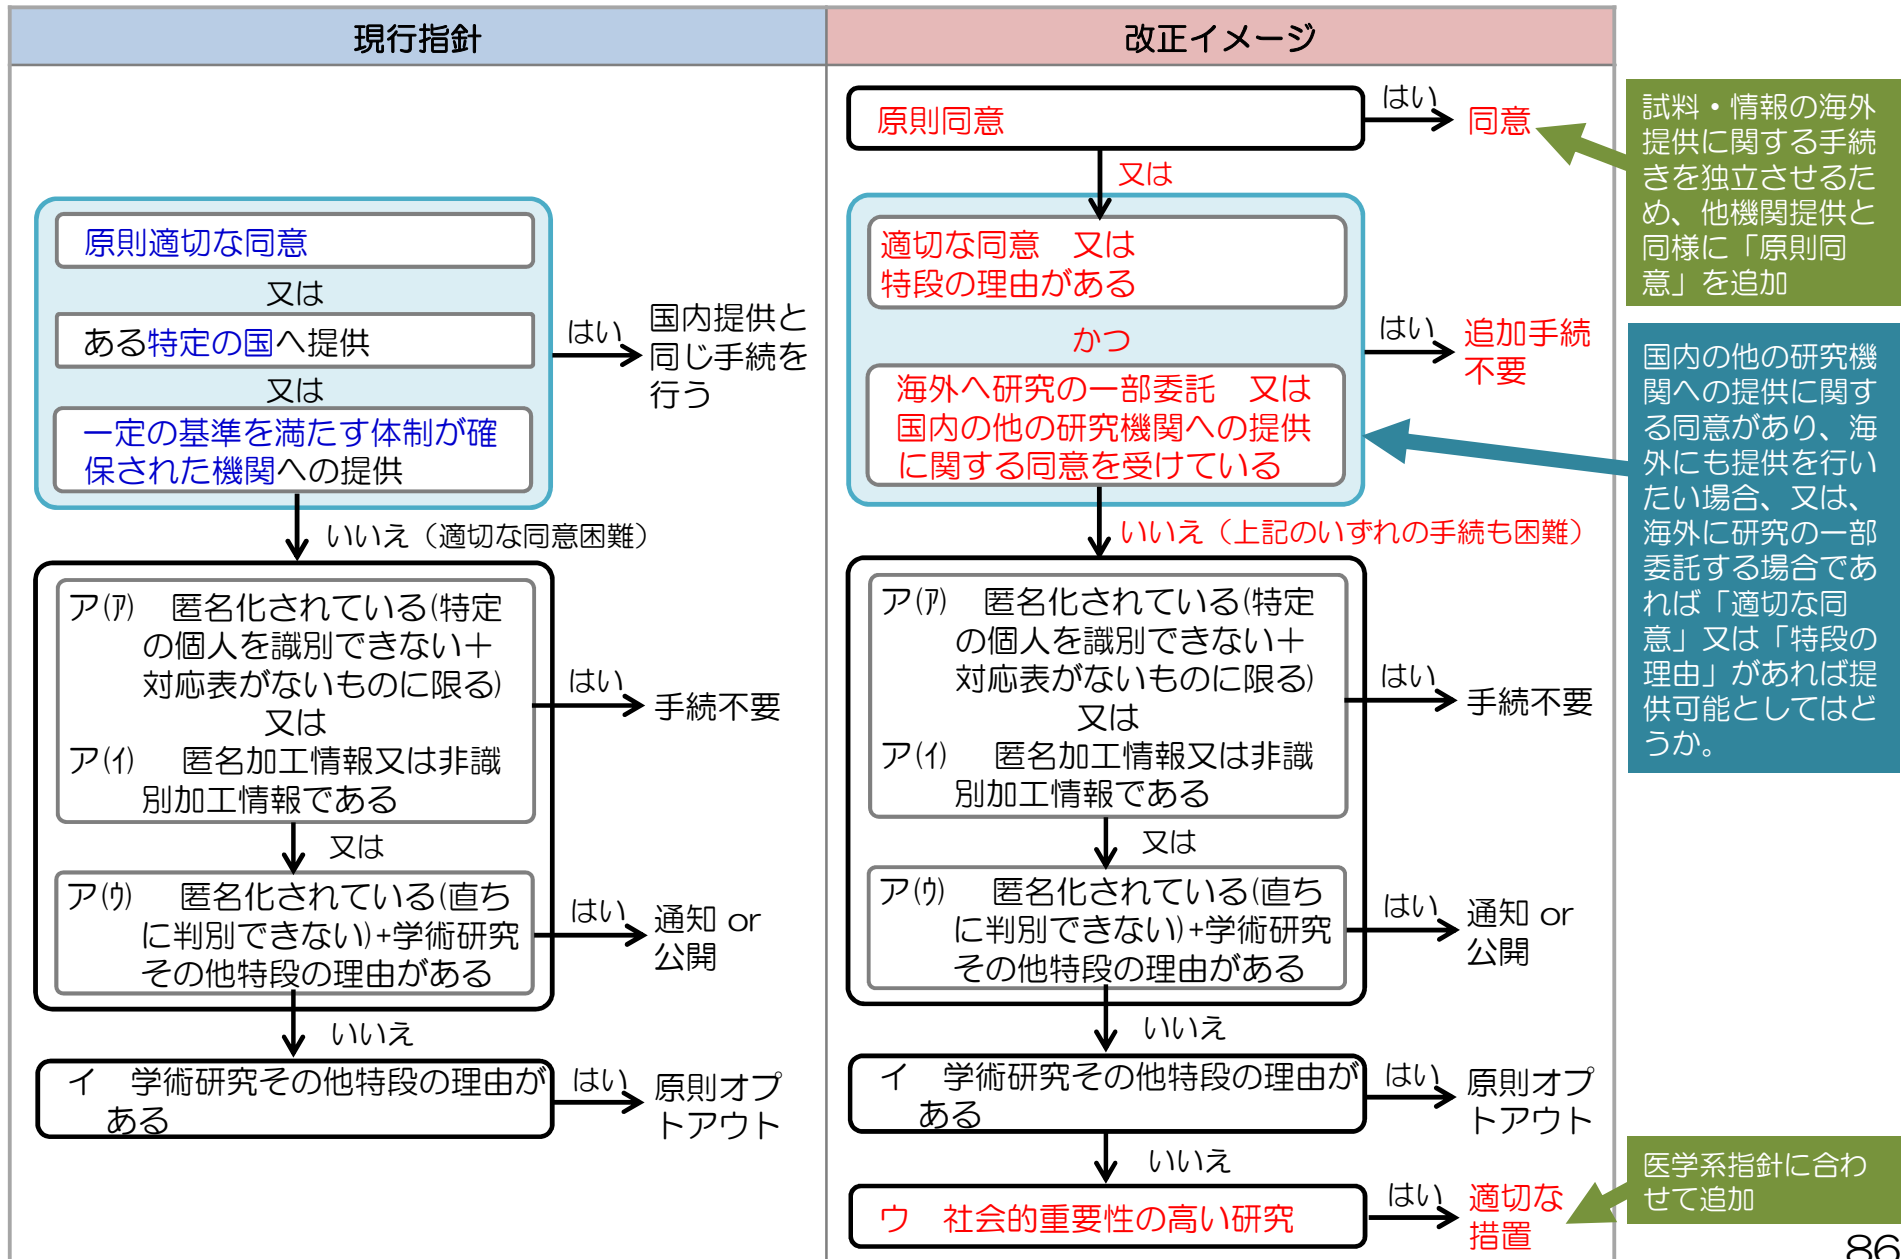 現行指針
原則適切な同意
又は
ある特定の国へ提供
又は
一定の基準を満たす体制が確
保された機関への提供
はい
国内提供と
同じ手続を
行う
いいえ（適切な同意困難）
ア(ｱ)　匿名化されている(特定
の個人を識別できない＋
対応表がないものに限る)
又は
ア(ｲ)　匿名加工情報又は非識
別加工情報である
はい
手続不要
又は
ア(ｳ)　匿名化されている(直ち
に判別できない)+学術研究
その他特段の理由がある
はい
通知 or
公開
いいえ
イ　学術研究その他特段の理由が
ある
はい
原則オプ
トアウト
改正イメージ
原則同意
はい
同意
又は
適切な同意　又は
特段の理由がある
かつ
海外へ研究の一部委託　又は
国内の他の研究機関への提供
に関する同意を受けている
はい
追加手続
不要
いいえ（上記のいずれの手続も困難）
ア(ｱ)　匿名化されている(特定
の個人を識別できない＋
対応表がないものに限る)
又は
ア(ｲ)　匿名加工情報又は非識
別加工情報である
はい
手続不要
又は
ア(ｳ)　匿名化されている(直ち
に判別できない)+学術研究
その他特段の理由がある
はい
通知 or
公開
いいえ
イ　学術研究その他特段の理由が
ある
はい
原則オプ
トアウト
いいえ
ウ　社会的重要性の高い研究
はい
適切な
措置
試料・情報の海外
提供に関する手続
きを独立させるた
め、他機関提供と
同様に「原則同
意」を追加
国内の他の研究機
関への提供に関す
る同意があり、海
外にも提供を行い
たい場合、又は、
海外に研究の一部
委託する場合であ
れば「適切な同
意」又は「特段の
理由」があれば提
供可能としてはど
うか。
医学系指針に合わ
せて追加
86